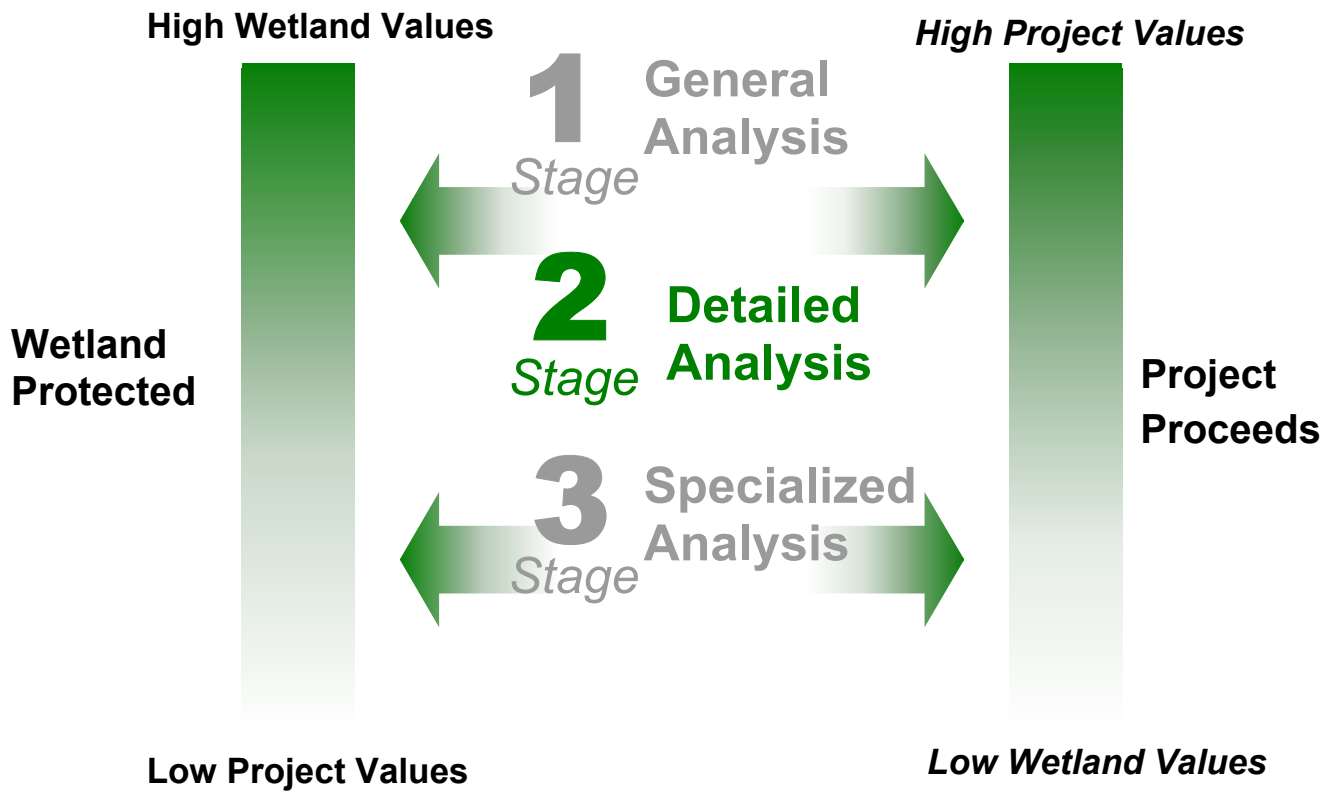 High Wetland Values
High Project Values
1
Stage
General
Analysis
2
Stage
Detailed
Analysis
Wetland
Protected
Project
Proceeds
3
Stage
Specialized
Analysis
Low Project Values
Low Wetland Values